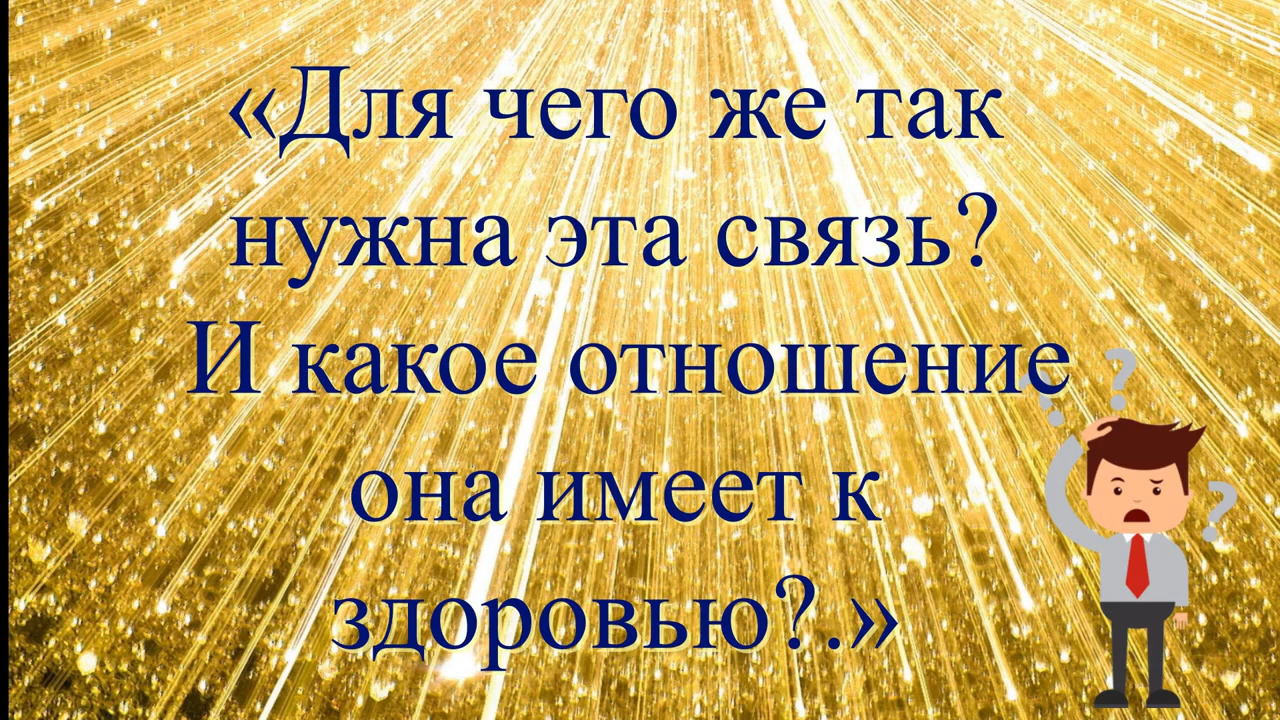 «Для чего же так
нужна эта связь?
И какое отношение
она имеет к
здоровью?.»